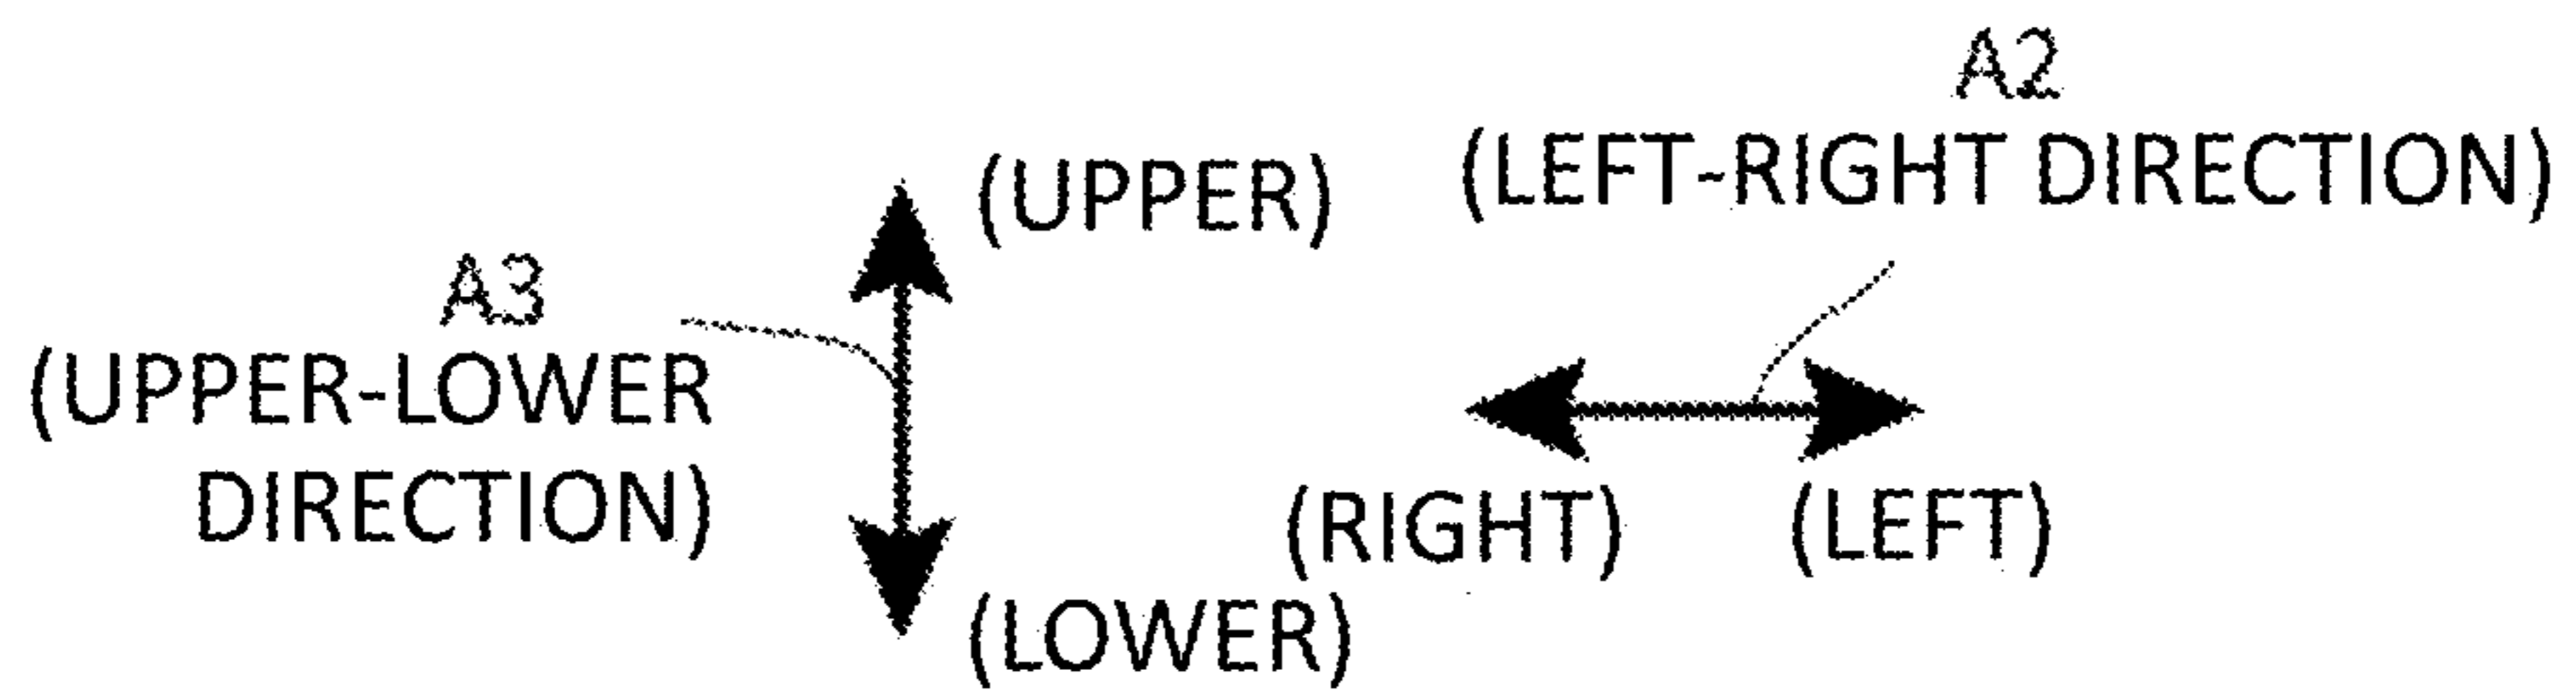 A3
(UPPER-LOWER
DIRECTION)
(UPPER)
(LOWER)
A2
(LEFT-RIGHT DIRECTION)
(RIGHT)
(LEFT)